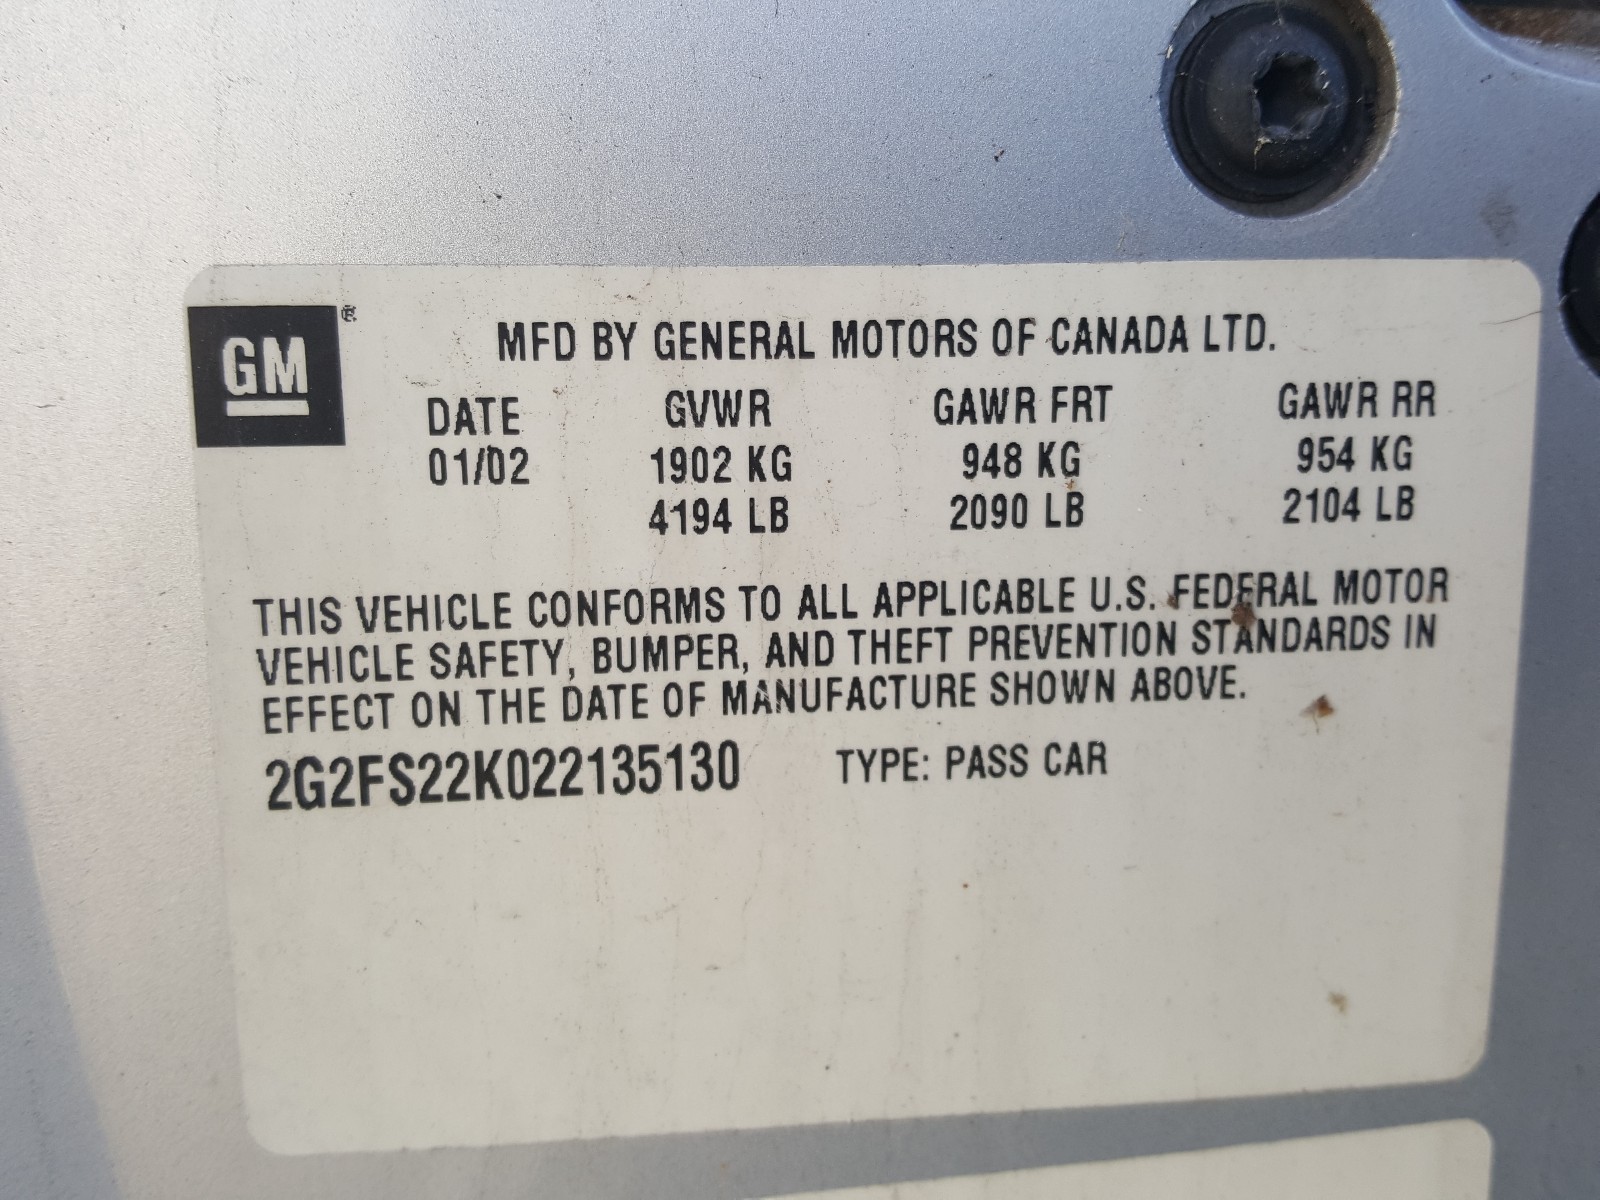 GM ®
MFD BY GENERAL MOTORS OF CANADA LTD.
DATE GVWR GAWR FRT GAWR RR
01/02 1902 KG 948 KG 954 KG
4194 LB 2090 LB 2104 LB
THIS VEHICLE CONFORMS TO ALL APPLICABLE U.S. FEDERAL MOTOR
VEHICLE SAFETY, BUMPER, AND THEFT PREVENTION STANDARDS IN
EFFECT ON THE DATE OF MANUFACTURE SHOWN ABOVE.
2G2FS22K022135130 TYPE: PASS CAR